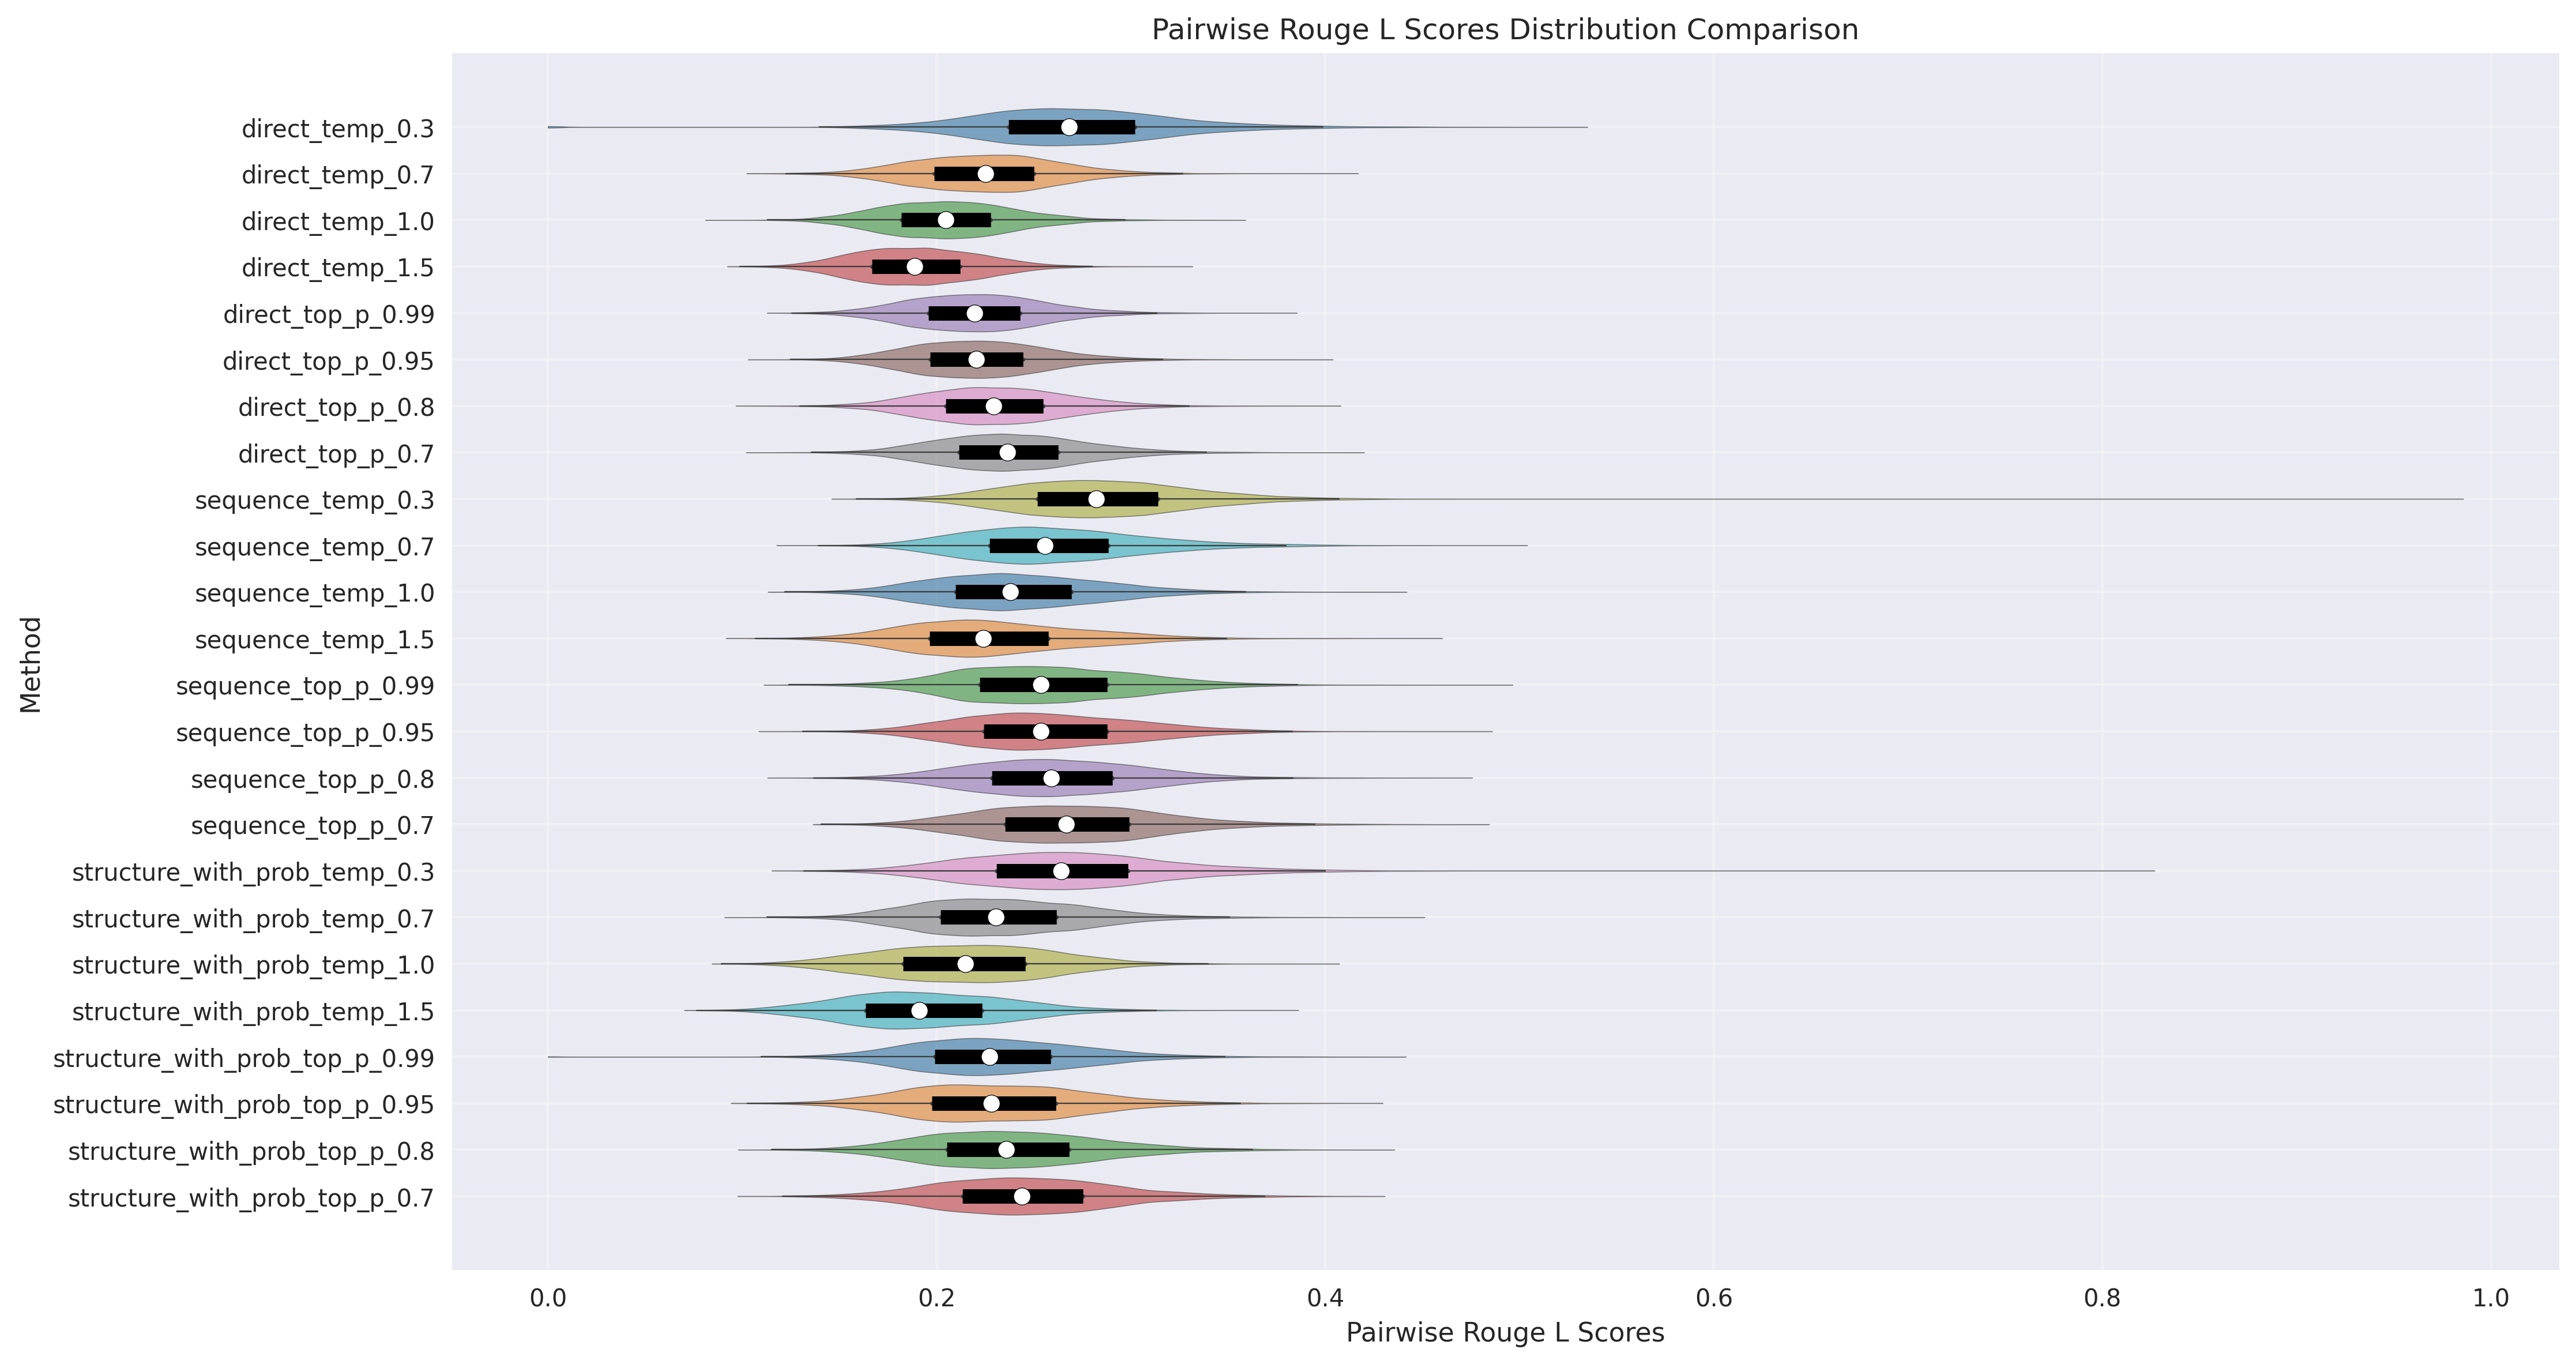 Pairwise Rouge L Scores Distribution Comparison
Method
direct_temp_0.3
direct_temp_0.7
direct_temp_1.0
direct_temp_1.5
direct_top_p_0.99
direct_top_p_0.95
direct_top_p_0.8
direct_top_p_0.7
sequence_temp_0.3
sequence_temp_0.7
sequence_temp_1.0
sequence_temp_1.5
sequence_top_p_0.99
sequence_top_p_0.95
sequence_top_p_0.8
sequence_top_p_0.7
structure_with_prob_temp_0.3
structure_with_prob_temp_0.7
structure_with_prob_temp_1.0
structure_with_prob_temp_1.5
structure_with_prob_top_p_0.99
structure_with_prob_top_p_0.95
structure_with_prob_top_p_0.8
structure_with_prob_top_p_0.7
0.0 0.2 0.4 0.6 0.8 1.0
Pairwise Rouge L Scores